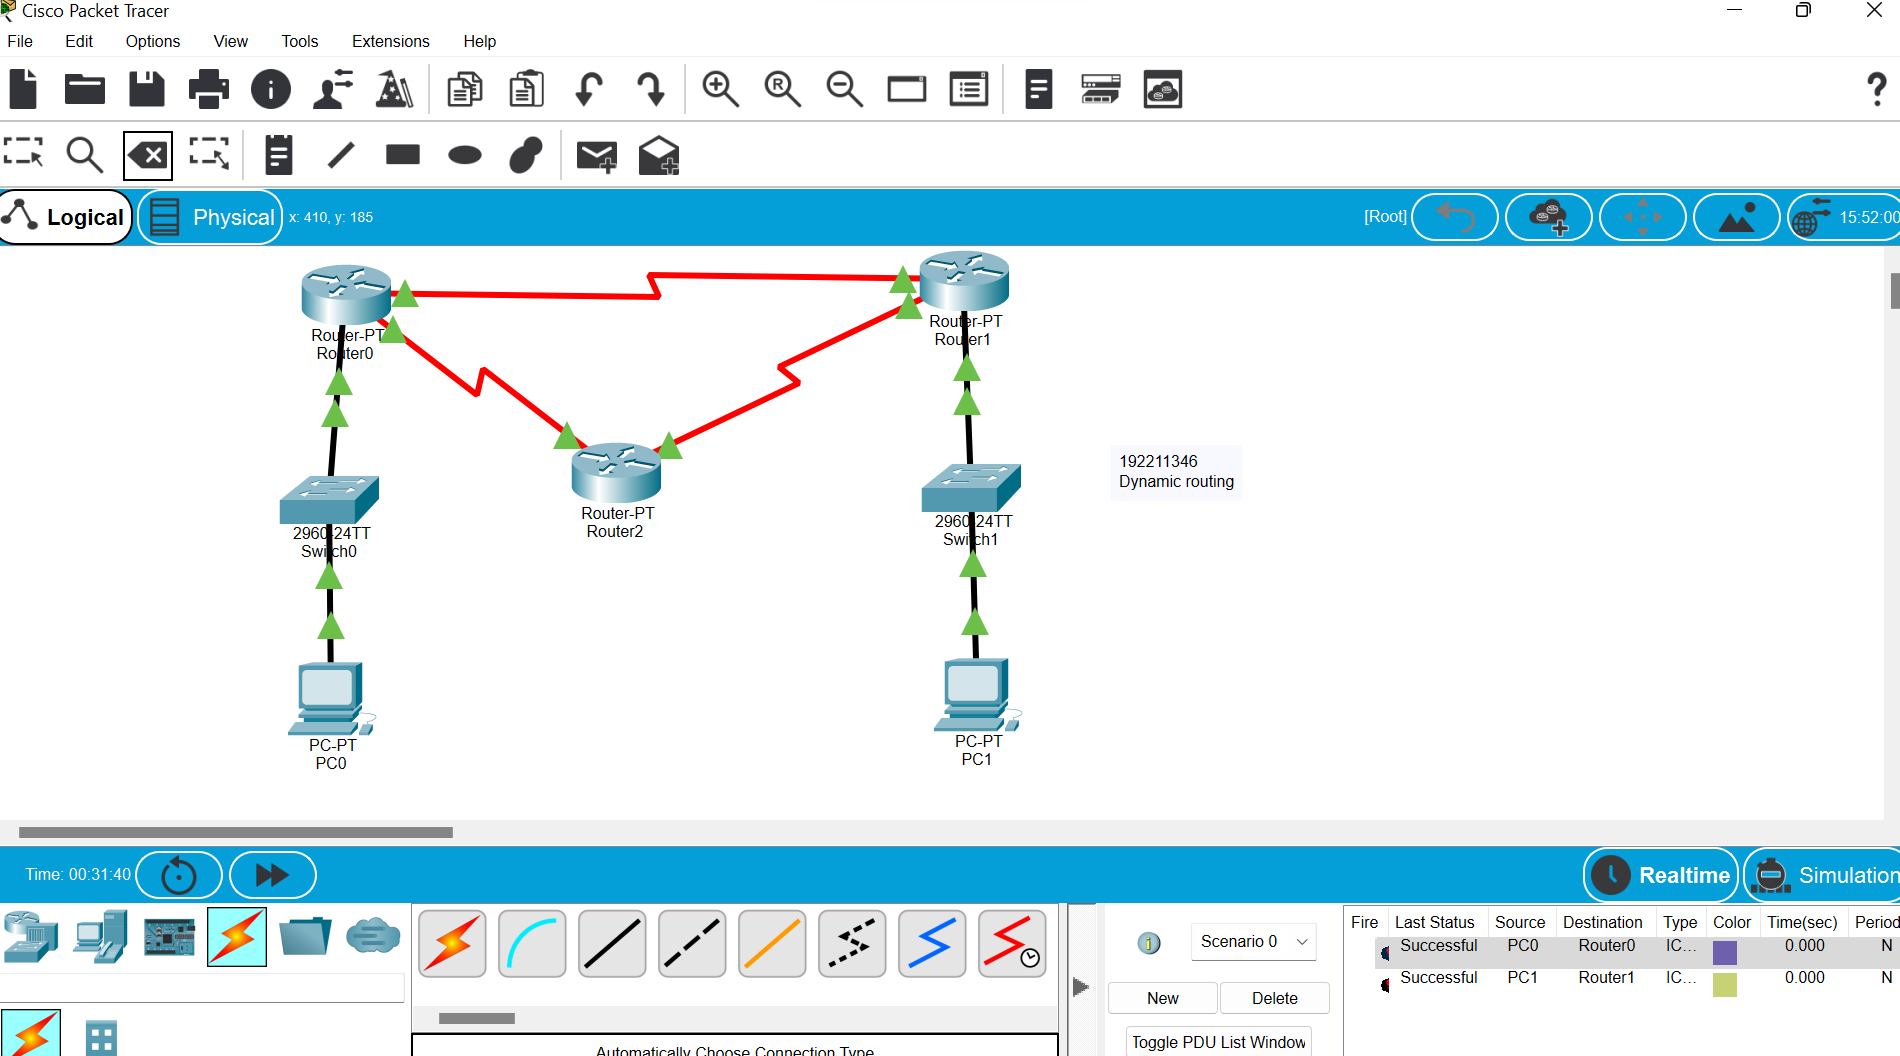 Cisco Packet Tracer
File Edit Options View Tools Extensions Help
Logical Physical x: 410, y: 185 [Root] 15:52:00
Router-PT
Router0
Router-PT
Router1
192211346
Dynamic routing
2960-24TT
Switch0
Router-PT
Router2
2960-24TT
Switch1
PC-PT
PC0
PC-PT
PC1
Time: 00:31:40 Realtime Simulation
Fire Last Status Source Destination Type Color Time(sec) Period
Scenario 0
Successful PC0 Router0 IC... 0.000 N
Successful PC1 Router1 IC... 0.000 N
New Delete
Toggle PDU List Window
Automatically Choose Connection Type